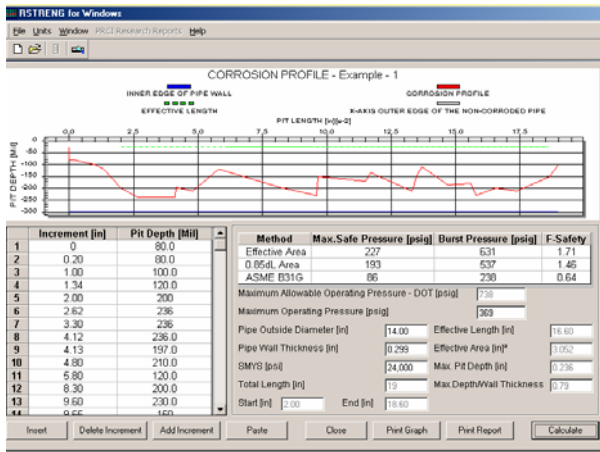 RSTRENG for Windows
File Units Window PRCI Research Reports Help
CORROSION PROFILE - Example - 1
INNER EDGE OF PIPE WALL
CORROSION PROFILE
EFFECTIVE LENGTH
X-AXIS OUTER EDGE OF THE NON-CORRODED PIPE
PIT LENGTH [in][e-2]
0,0 2,5 5,0 7,5 10,0 12,5 15,0 17,5
PIT DEPTH [Mil]
0
-50
-100
-150
-200
-250
-300
Increment [in] Pit Depth [Mil]
1 0 80.0
2 0.20 80.0
3 1.00 100.0
4 1.34 120.0
5 2.00 200
6 2.62 236
7 3.30 236
8 4.12 236.0
9 4.13 197.0
10 4.80 210.0
11 5.80 120.0
12 8.30 200.0
13 9.60 230.0
14 9.66 160
Method Max.Safe Pressure [psig] Burst Pressure [psig] F-Safety
Effective Area 227 631 1.71
0.85dL Area 193 537 1.46
ASME B31G 86 238 0.64
Maximum Allowable Operating Pressure - DOT [psig] 738
Maximum Operating Pressure [psig] 369
Pipe Outside Diameter [in] 14.00 Effective Length [in] 16.60
Pipe Wall Thickness [in] 0.299 Effective Area [in]² 3.052
SMYS [psi] 24,000 Max. Pit Depth [in] 0.236
Total Length [in] 19 Max.Depth/Wall Thickness 0.79
Start [in] 2.00 End [in] 18.60
Insert Delete Increment Add Increment Paste Close Print Graph Print Report Calculate